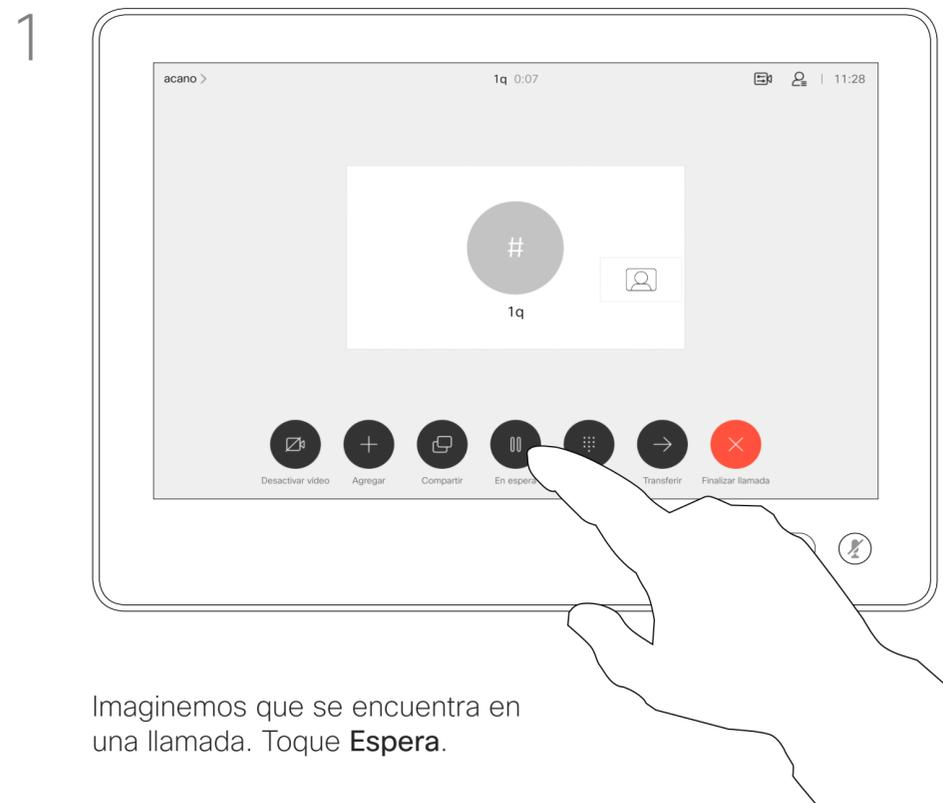 1
acano >
1q 0:07
11:28
#
1q
Desactivar vídeo Agregar Compartir En espera Transferir Finalizar llamada
Imaginemos que se encuentra en
una llamada. Toque Espera.